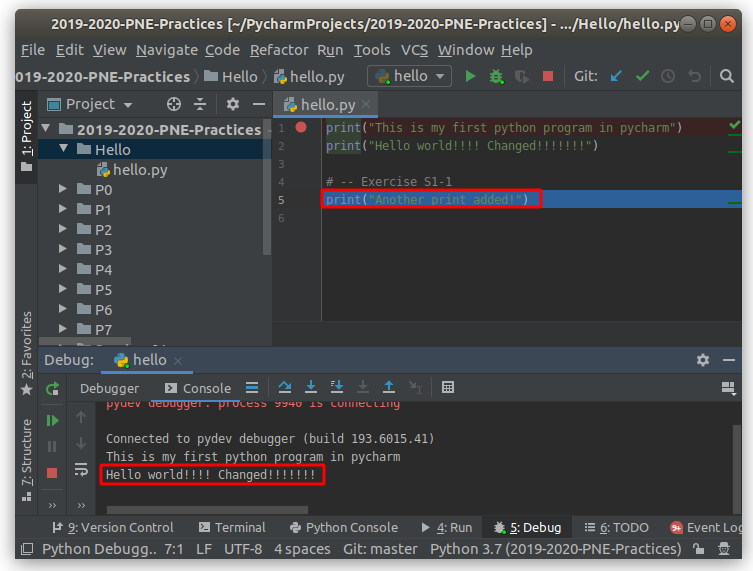 2019-2020-PNE-Practices [~/PycharmProjects/2019-2020-PNE-Practices] - .../Hello/hello.py
File Edit View Navigate Code Refactor Run Tools VCS Window Help
019-2020-PNE-Practices Hello hello.py hello Git:
1: Project
Project
hello.py
2019-2020-PNE-Practices
Hello
hello.py
P0
P1
P2
P3
P4
P5
P6
P7
1 print("This is my first python program in pycharm")
2 print("Hello world!!!! Changed!!!!!!!")
3
4 # -- Exercise S1-1
5 print("Another print added!")
6
2: Favorites
7: Structure
Debug: hello
Debugger Console
pydev debugger: process 9940 is connecting
Connected to pydev debugger (build 193.6015.41)
This is my first python program in pycharm
Hello world!!!! Changed!!!!!!!
9: Version Control Terminal Python Console 4: Run 5: Debug 6: TODO 9+ Event Log
Python Debugg.. 7:1 LF UTF-8 4 spaces Git: master Python 3.7 (2019-2020-PNE-Practices)